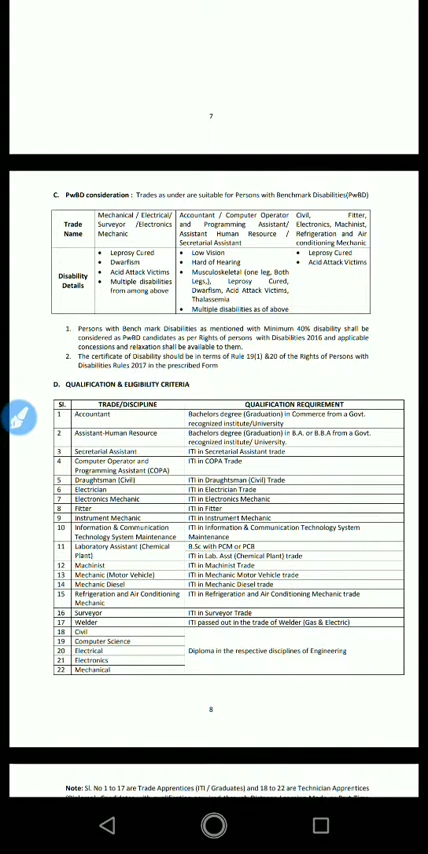 7
C. PwBD consideration : Trades as under are suitable for Persons with Benchmark Disabilities(PwBD)
Trade Name
Mechanical / Electrical/
Surveyor /Electronics
Mechanic
Accountant / Computer Operator
and Programming Assistant/
Assistant Human Resource /
Secretarial Assistant
Civil, Fitter,
Electronics, Machinist,
Refrigeration and Air
conditioning Mechanic
Disability Details
• Leprosy Cured
• Dwarfism
• Acid Attack Victims
• Multiple disabilities
from among above
• Low Vision
• Hard of Hearing
• Musculoskeletal (one leg, Both
Legs,), Leprosy Cured,
Dwarfism, Acid Attack Victims,
Thalassemia
• Multiple disabilities as of above
• Leprosy Cured
• Acid Attack Victims
1. Persons with Bench mark Disabilities as mentioned with Minimum 40% disability shall be
considered as PwBD candidates as per Rights of persons with Disabilities 2016 and applicable
concessions and relaxation shall be available to them.
2. The certificate of Disability should be in terms of Rule 19(1) &20 of the Rights of Persons with
Disabilities Rules 2017 in the prescribed Form
D. QUALIFICATION & ELIGIBILITY CRITERIA
Sl. TRADE/DISCIPLINE QUALIFICATION REQUIREMENT
1 Accountant Bachelors degree (Graduation) in Commerce from a Govt.
recognized institute/University
2 Assistant-Human Resource Bachelors degree (Graduation) in B.A. or B.B.A from a Govt.
recognized institute/ University.
3 Secretarial Assistant ITI in Secretarial Assistant trade
4 Computer Operator and ITI in COPA Trade
Programming Assistant (COPA)
5 Draughtsman (Civil) ITI in Draughtsman (Civil) Trade
6 Electrician ITI in Electrician Trade
7 Electronics Mechanic ITI in Electronics Mechanic
8 Fitter ITI in Fitter
9 Instrument Mechanic ITI in Instrument Mechanic
10 Information & Communication ITI in Information & Communication Technology System
Technology System Maintenance Maintenance
11 Laboratory Assistant (Chemical B.Sc with PCM or PCB
Plant) ITI in Lab. Asst (Chemical Plant) trade
12 Machinist ITI in Machinist Trade
13 Mechanic (Motor Vehicle) ITI in Mechanic Motor Vehicle trade
14 Mechanic Diesel ITI in Mechanic Diesel trade
15 Refrigeration and Air Conditioning ITI in Refrigeration and Air Conditioning Mechanic trade
Mechanic
16 Surveyor ITI in Surveyor Trade
17 Welder ITI passed out in the trade of Welder (Gas & Electric)
18 Civil
19 Computer Science
20 Electrical Diploma in the respective disciplines of Engineering
21 Electronics
22 Mechanical
8
Note: Sl. No 1 to 17 are Trade Apprentices (ITI / Graduates) and 18 to 22 are Technician Apprentices